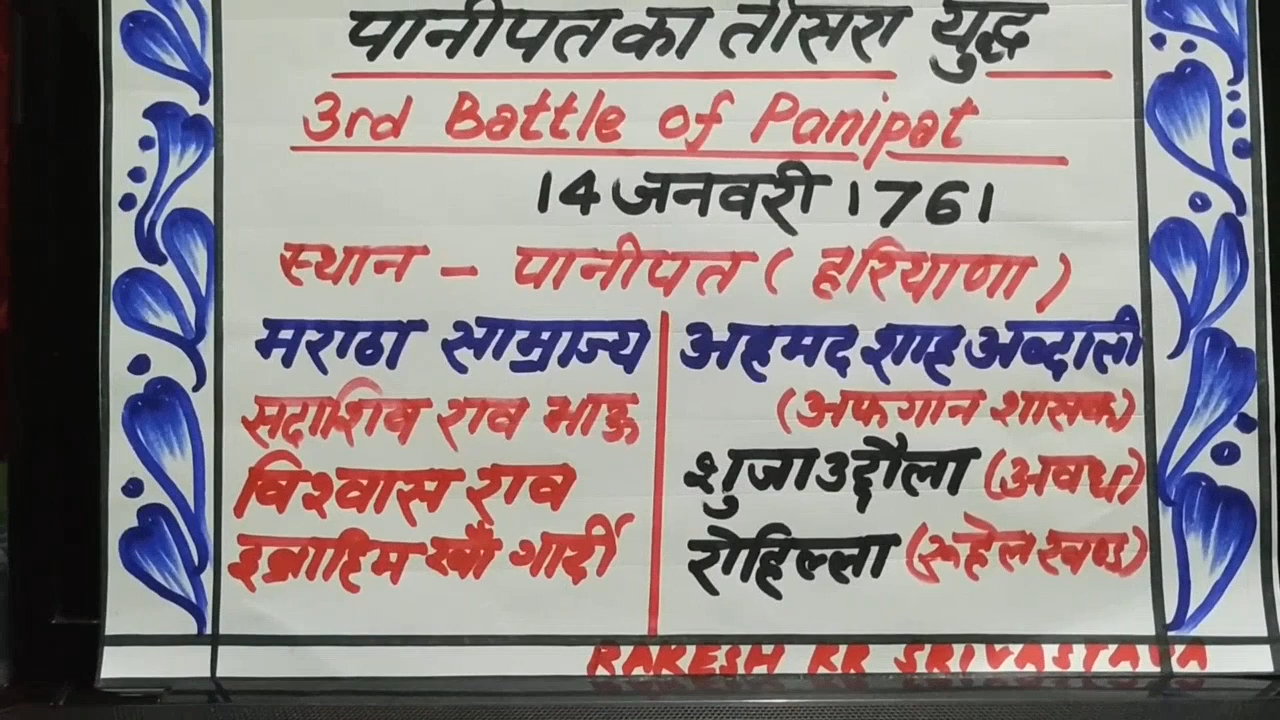 पानीपत का तीसरा युद्ध
3rd Battle of Panipat
14 जनवरी 1761
स्थान - पानीपत ( हरियाणा )
मराठा साम्राज्य
सदाशिव राव भाऊ
विश्वास राव
इब्राहिम खाँ गार्दी
अहमद शाह अब्दाली
(अफगान शासक)
शुजाउद्दौला (अवध)
रोहिल्ला (रूहेलखण्ड)
RAKESH KR SRIVASTAVA